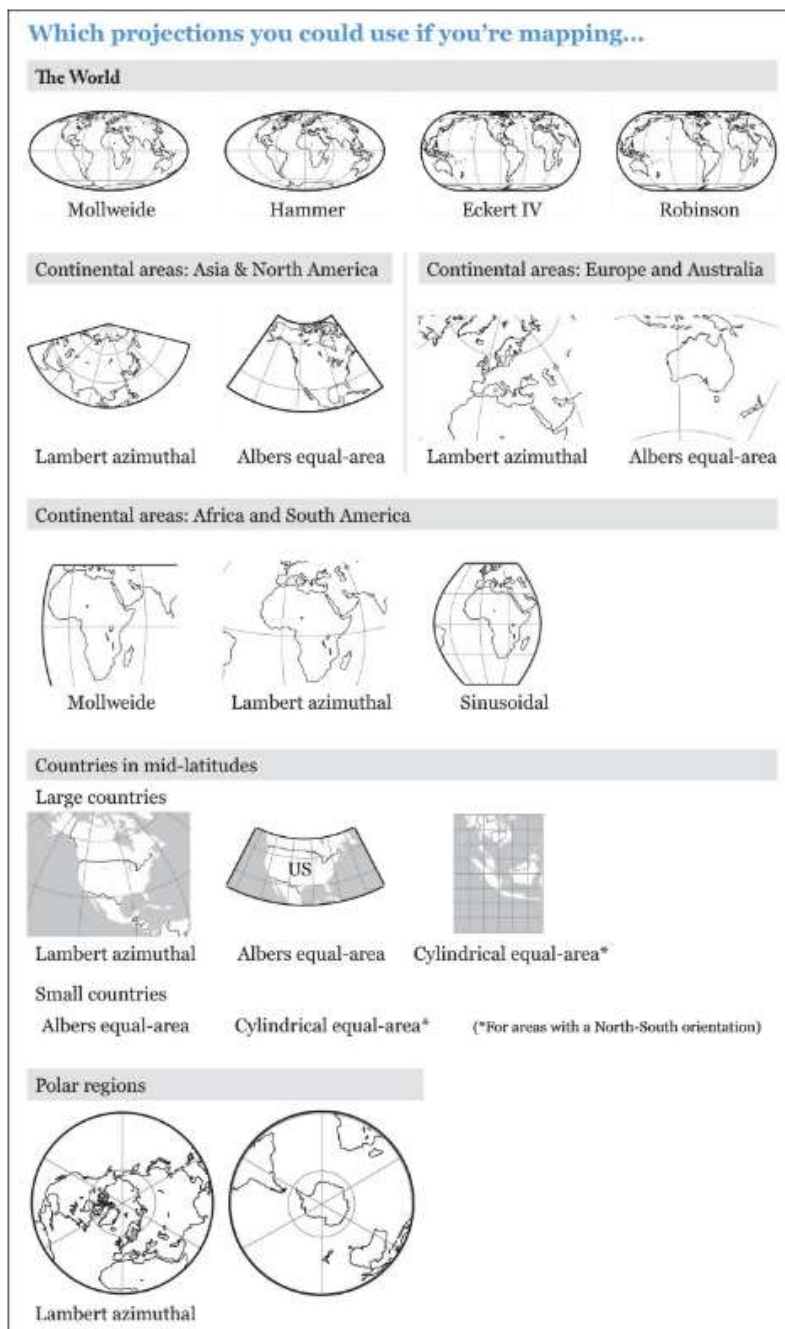 Which projections you could use if you're mapping...
The World
Mollweide
Hammer
Eckert IV
Robinson
Continental areas: Asia & North America
Continental areas: Europe and Australia
Lambert azimuthal
Albers equal-area
Lambert azimuthal
Albers equal-area
Continental areas: Africa and South America
Mollweide
Lambert azimuthal
Sinusoidal
Countries in mid-latitudes
Large countries
US
Lambert azimuthal
Albers equal-area
Cylindrical equal-area*
Small countries
Albers equal-area
Cylindrical equal-area*
(*For areas with a North-South orientation)
Polar regions
Lambert azimuthal